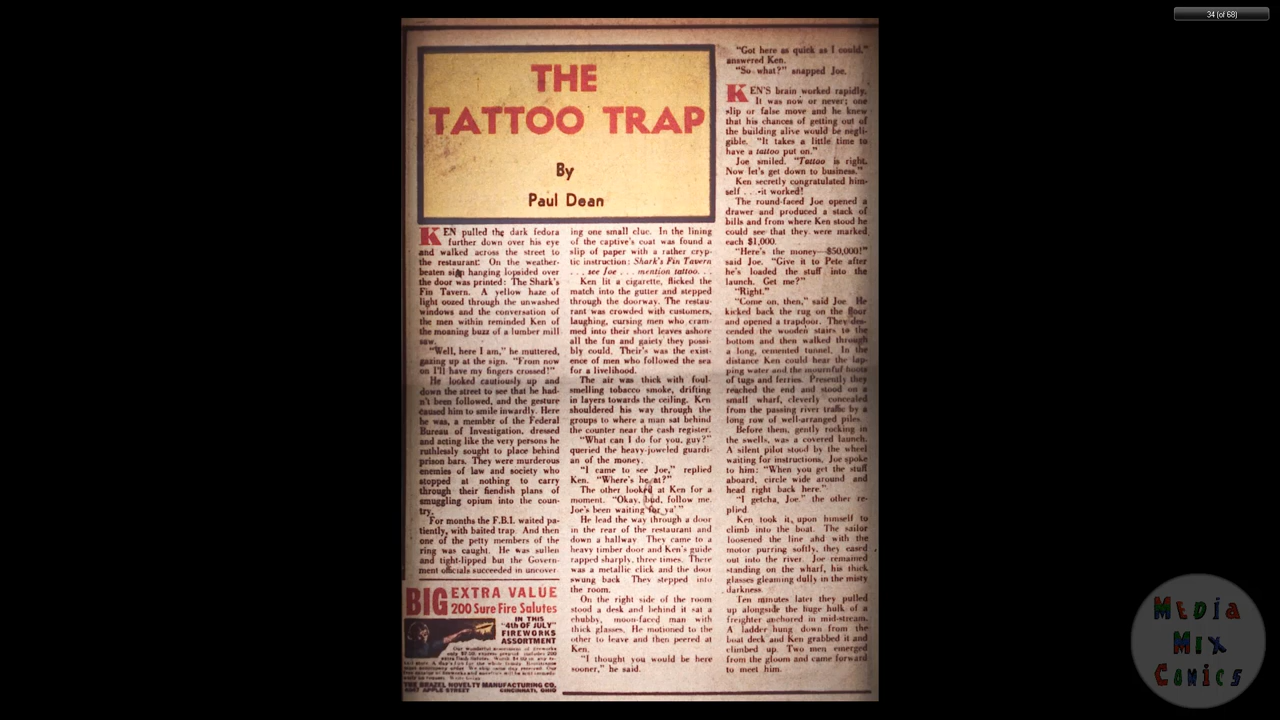 34 (of 68)
THE
TATTOO TRAP
By
Paul Dean
KEN pulled the dark fedora
further down over his eye
and walked across the street to
the restaurant. On the weather-
beaten sign hanging lopsided over
the door was printed: The Shark's
Fin Tavern. A yellow haze of
light oozed through the unwashed
windows and the conversation of
the men within reminded Ken of
the moaning buzz of a lumber mill
saw.
"Well, here I am," he muttered,
gazing up at the sign. "From now
on I'll have my fingers crossed!"
He looked cautiously up and
down the street to see that he had-
n't been followed, and the gesture
caused him to smile inwardly. Here
he was, a member of the Federal
Bureau of Investigation, dressed
and acting like the very persons he
ruthlessly sought to place behind
prison bars. They were murderous
enemies of law and society who
stopped at nothing to carry
through their fiendish plans of
smuggling opium into the coun-
try.
For months the F.B.I. waited pa-
tiently, with baited trap. And then
one of the petty members of the
ring was caught. He was sullen
and tight-lipped but the Govern-
ment officials succeeded in uncover-
ing one small clue. In the lining
of the captive's coat was found a
slip of paper with a rather cryp-
tic instruction: Shark's Fin Tavern
. . . see Joe . . . mention tattoo. . .
Ken lit a cigarette, flicked the
match into the gutter and stepped
through the doorway. The restau-
rant was crowded with customers,
laughing, cursing men who cram-
med into their short leaves ashore
all the fun and gaiety they possi-
bly could. Their's was the exist-
ence of men who followed the sea
for a livelihood.
The air was thick with foul-
smelling tobacco smoke, drifting
in layers towards the ceiling. Ken
shouldered his way through the
groups to where a man sat behind
the counter near the cash register.
"What can I do for you, guy?"
queried the heavy-joweled guardi-
an of the money.
"I came to see Joe," replied
Ken. "Where's he at?"
The other looked at Ken for a
moment. "Okay, bud, follow me.
Joe's been waiting for ya'"
He lead the way through a door
in the rear of the restaurant and
down a hallway They came to a
heavy timber door and Ken's guide
rapped sharply, three times. There
was a metallic click and the door
swung back They stepped into
the room.
On the right side of the room
stood a desk and behind it sat a
chubby, moon-faced man with
thick glasses. He motioned to the
other to leave and then peered at
Ken.
"I thought you would be here
sooner," he said.
"Got here as quick as I could,"
answered Ken.
"So what?" snapped Joe.
KEN'S brain worked rapidly.
It was now or never; one
slip or false move and he knew
that his chances of getting out of
the building alive would be negli-
gible. "It takes a little time to
have a tattoo put on."
Joe smiled. "Tattoo is right.
Now let's get down to business."
Ken secretly congratulated him-
self . . . it worked!
The round-faced Joe opened a
drawer and produced a stack of
bills and from where Ken stood he
could see that they were marked
each $1,000.
"Here's the money—$50,000!"
said Joe. "Give it to Pete after
he's loaded the stuff into the
launch. Get me?"
"Right."
"Come on, then," said Joe He
kicked back the rug on the floor
and opened a trapdoor. They des-
cended the wooden stairs to the
bottom and then walked through
a long, cemented tunnel. In the
distance Ken could hear the lap-
ping water and the mournful hoots
of tugs and ferries. Presently they
reached the end and stood on a
small wharf, cleverly concealed
from the passing river traffic by a
long row of well-arranged piles
Before them, gently rocking in
the swells, was a covered launch.
A silent pilot stood by the wheel
waiting for instructions. Joe spoke
to him: "When you get the stuff
aboard, circle wide around and
head right back here."
"I getcha, Joe." the other re-
plied
Ken took it upon himself to
climb into the boat. The sailor
loosened the line and with the
motor purring softly, they eased
out into the river. Joe remained
standing on the wharf, his thick
glasses gleaming dully in the misty
darkness.
Ten minutes later they pulled
up alongside the huge hulk of a
freighter anchored in mid-stream.
A ladder hung down from the
boat deck and Ken grabbed it and
climbed up. Two men emerged
from the gloom and came forward
to meet him.
BIG EXTRA VALUE
200 Sure Fire Salutes
IN THIS
"4th OF JULY"
FIREWORKS
ASSORTMENT
THE BRAZEL NOVELTY MANUFACTURING CO.
APPLE STREET CINCINNATI, OHIO
MEDIA
MIX
COMICS